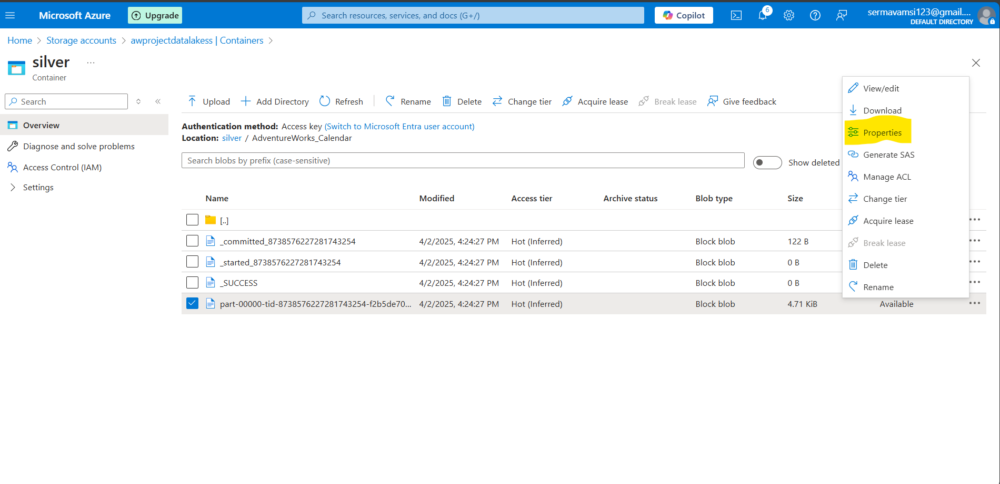 Microsoft Azure
Upgrade
Search resources, services, and docs (G+/)
Copilot
6
sermavamsi123@gmail....
DEFAULT DIRECTORY
Home > Storage accounts > awprojectdatalakess | Containers >
silver ...
Container
Search
Overview
Diagnose and solve problems
Access Control (IAM)
Settings
Upload Add Directory Refresh Rename Delete Change tier Acquire lease Break lease Give feedback
Authentication method: Access key (Switch to Microsoft Entra user account)
Location: silver / AdventureWorks_Calendar
Search blobs by prefix (case-sensitive)
Show deleted
Name Modified Access tier Archive status Blob type Size
[..]
_committed_8738576227281743254 4/2/2025, 4:24:27 PM Hot (Inferred) Block blob 122 B
_started_8738576227281743254 4/2/2025, 4:24:27 PM Hot (Inferred) Block blob 0 B
_SUCCESS 4/2/2025, 4:24:27 PM Hot (Inferred) Block blob 0 B
part-00000-tid-8738576227281743254-f2b5de70... 4/2/2025, 4:24:27 PM Hot (Inferred) Block blob 4.71 KiB Available
View/edit
Download
Properties
Generate SAS
Manage ACL
Change tier
Acquire lease
Break lease
Delete
Rename